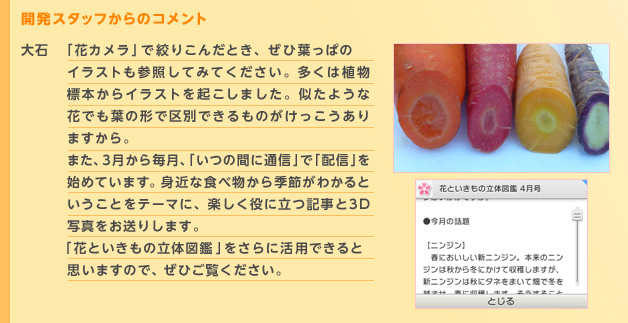 開発スタッフからのコメント
大石 「花カメラ」で絞りこんだとき、ぜひ葉っぱの
イラストも参照してみてください。多くは植物
標本からイラストを起こしました。似たような
花でも葉の形で区別できるものがけっこうあり
ますから。
また、3月から毎月、「いつの間に通信」で「配信」を
始めています。身近な食べ物から季節がわかると
いうことをテーマに、楽しく役に立つ記事と3D
写真をお送りします。
「花といきもの立体図鑑」をさらに活用できると
思いますので、ぜひご覧ください。
花といきもの立体図鑑 4月号
●今月の話題
【ニンジン】
春においしい新ニンジン。本来のニン
ジンは秋から冬にかけて収穫しますが、
新ニンジンは秋にタネをまいて畑で冬を
とじる